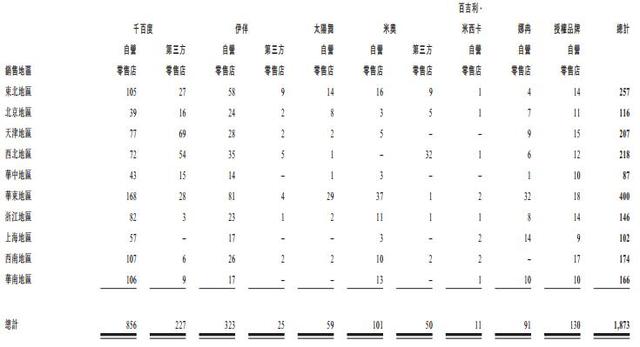 百吉利·
千百度 伊伴 太陽舞 米奧 米西卡 娜冉 授權品牌 總計
自營 第三方 自營 第三方 自營 自營 第三方 自營 自營 自營
銷售地區 零售店 零售店 零售店 零售店 零售店 零售店 零售店 零售店 零售店 零售店
東北地區 105 27 58 9 14 16 9 1 4 14 257
北京地區 39 16 24 2 8 3 5 1 7 11 116
天津地區 77 69 28 2 2 5 – – 9 15 207
西北地區 72 54 35 5 1 – 32 1 6 12 218
華中地區 43 15 14 – 1 3 – – 1 10 87
華東地區 168 28 81 4 29 37 1 2 32 18 400
浙江地區 82 3 23 1 2 11 1 1 8 14 146
上海地區 57 – 17 – – 3 – 2 14 9 102
西南地區 107 6 26 2 2 10 2 2 – 17 174
華南地區 106 9 17 – – 13 – 1 10 10 166
總計 856 227 323 25 59 101 50 11 91 130 1,873